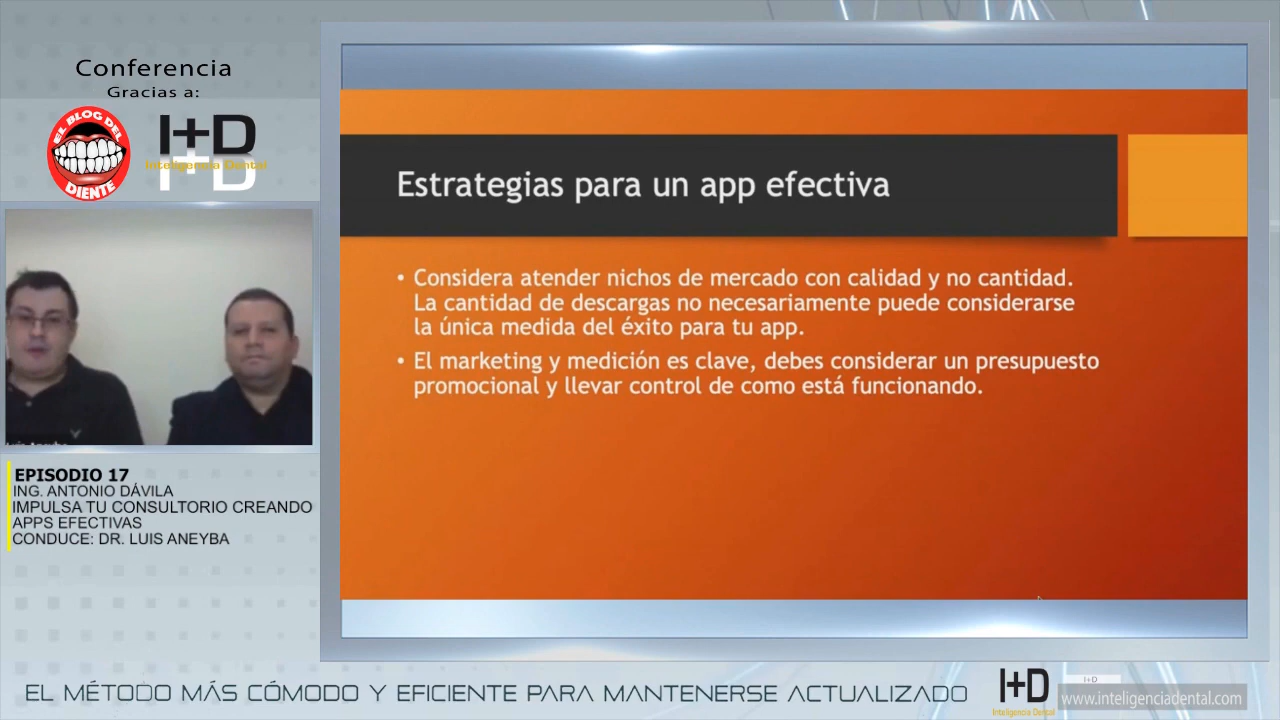 Conferencia
Gracias a:
EL BLOG DEL
DIENTE
I+D
Inteligencia Dental
Estrategias para un app efectiva
• Considera atender nichos de mercado con calidad y no cantidad.
La cantidad de descargas no necesariamente puede considerarse
la única medida del éxito para tu app.
• El marketing y medición es clave, debes considerar un presupuesto
promocional y llevar control de como está funcionando.
EPISODIO 17
ING. ANTONIO DÁVILA
IMPULSA TU CONSULTORIO CREANDO
APPS EFECTIVAS
CONDUCE: DR. LUIS ANEYBA
EL MÉTODO MÁS CÓMODO Y EFICIENTE PARA MANTENERSE ACTUALIZADO
I+D
Inteligencia Dental
I+D
www.inteligenciadental.com